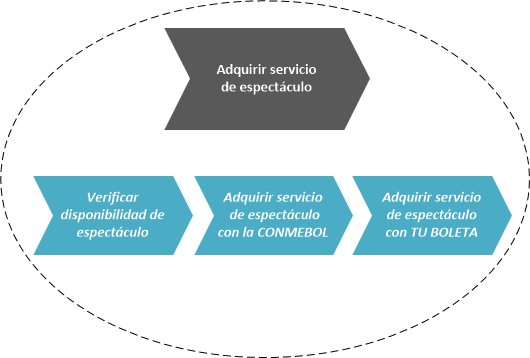 Adquirir servicio
de espectáculo
Verificar
disponibilidad de
espectáculo
Adquirir servicio
de espectáculo
con la CONMEBOL
Adquirir servicio
de espectáculo
con TU BOLETA